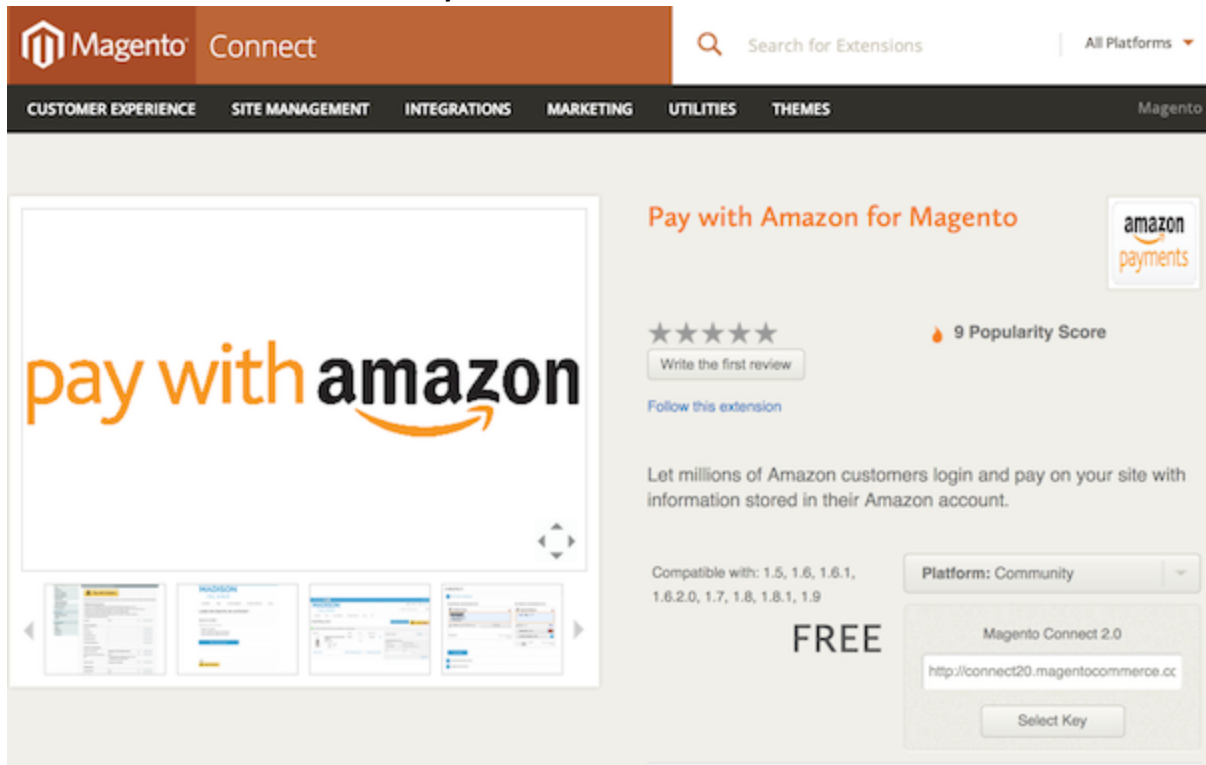 Magento Connect
Search for Extensions
All Platforms
CUSTOMER EXPERIENCE SITE MANAGEMENT INTEGRATIONS MARKETING UTILITIES THEMES Magento
Pay with Amazon for Magento
amazon
payments
9 Popularity Score
Write the first review
Follow this extension
pay with amazon
Let millions of Amazon customers login and pay on your site with
information stored in their Amazon account.
Compatible with: 1.5, 1.6, 1.6.1,
1.6.2.0, 1.7, 1.8, 1.8.1, 1.9
FREE
Platform: Community
Magento Connect 2.0
http://connect20.magentocommerce.cc
Select Key
MADISON